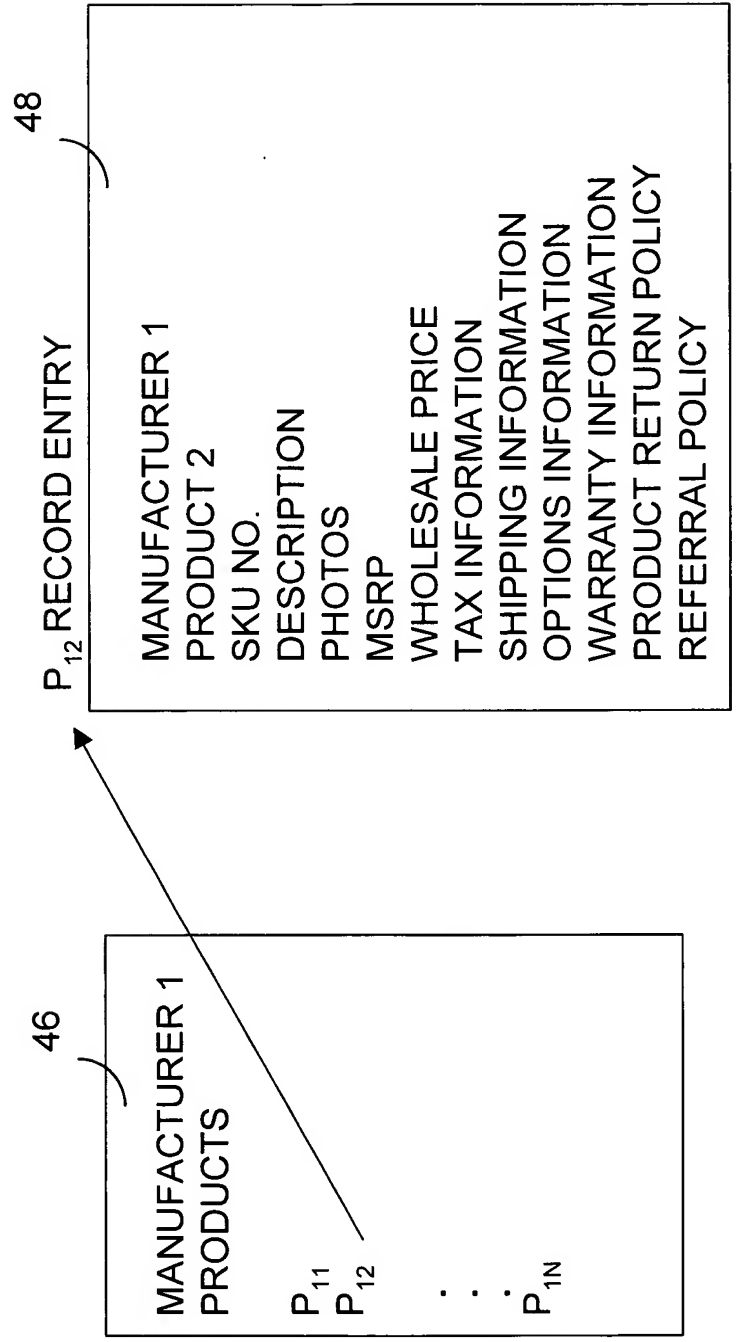 46
MANUFACTURER 1
PRODUCTS
P₁₁
P₁₂
. . .
P₁N
48
P₁₂ RECORD ENTRY
MANUFACTURER 1
PRODUCT 2
SKU NO.
DESCRIPTION
PHOTOS
MSRP
WHOLESALE PRICE
TAX INFORMATION
SHIPPING INFORMATION
OPTIONS INFORMATION
WARRANTY INFORMATION
PRODUCT RETURN POLICY
REFERRAL POLICY